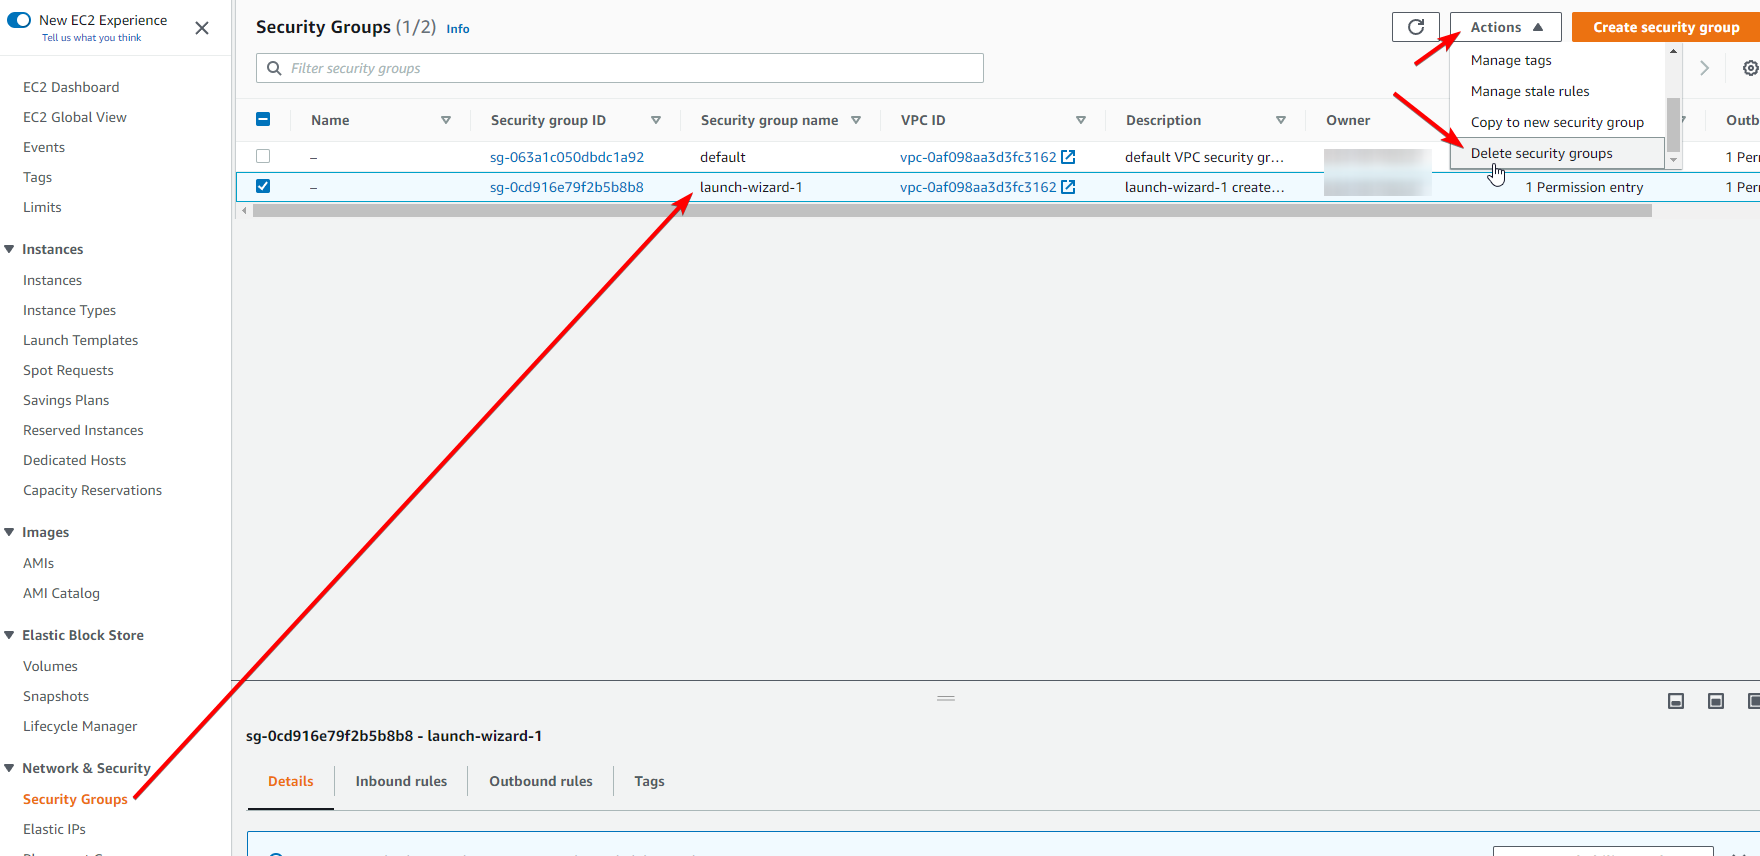 New EC2 Experience
Tell us what you think
EC2 Dashboard
EC2 Global View
Events
Tags
Limits
Instances
Instances
Instance Types
Launch Templates
Spot Requests
Savings Plans
Reserved Instances
Dedicated Hosts
Capacity Reservations
Images
AMIs
AMI Catalog
Elastic Block Store
Volumes
Snapshots
Lifecycle Manager
Network & Security
Security Groups
Elastic IPs
Security Groups (1/2) Info
Actions
Create security group
Filter security groups
Manage tags
Manage stale rules
Copy to new security group
Delete security groups
Name Security group ID Security group name VPC ID Description Owner Outb
– sg-063a1c050dbdc1a92 default vpc-0af098aa3d3fc3162 default VPC security gr... 1 Per
– sg-0cd916e79f2b5b8b8 launch-wizard-1 vpc-0af098aa3d3fc3162 launch-wizard-1 create... 1 Permission entry 1 Per
sg-0cd916e79f2b5b8b8 - launch-wizard-1
Details Inbound rules Outbound rules Tags